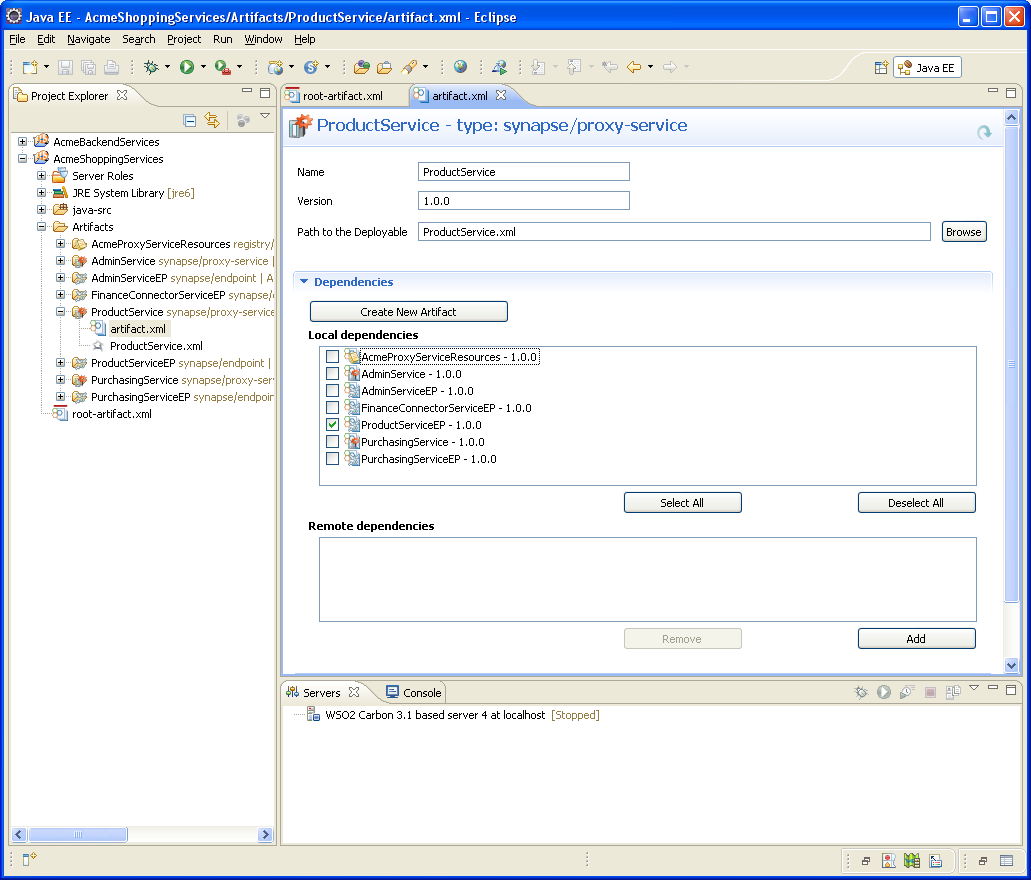 Java EE - AcmeShoppingServices/Artifacts/ProductService/artifact.xml - Eclipse
File Edit Navigate Search Project Run Window Help
Java EE
Project Explorer
AcmeBackendServices
AcmeShoppingServices
Server Roles
JRE System Library [jre6]
java-src
Artifacts
AcmeProxyServiceResources registry/
AdminService synapse/proxy-service |
AdminServiceEP synapse/endpoint | A
FinanceConnectorServiceEP synapse/
ProductService synapse/proxy-service
artifact.xml
ProductService.xml
ProductServiceEP synapse/endpoint |
PurchasingService synapse/proxy-ser
PurchasingServiceEP synapse/endpoin
root-artifact.xml
root-artifact.xml
artifact.xml
ProductService - type: synapse/proxy-service
Name ProductService
Version 1.0.0
Path to the Deployable ProductService.xml Browse
Dependencies
Create New Artifact
Local dependencies
AcmeProxyServiceResources - 1.0.0
AdminService - 1.0.0
AdminServiceEP - 1.0.0
FinanceConnectorServiceEP - 1.0.0
ProductServiceEP - 1.0.0
PurchasingService - 1.0.0
PurchasingServiceEP - 1.0.0
Select All Deselect All
Remote dependencies
Remove Add
Servers Console
WSO2 Carbon 3.1 based server 4 at localhost [Stopped]